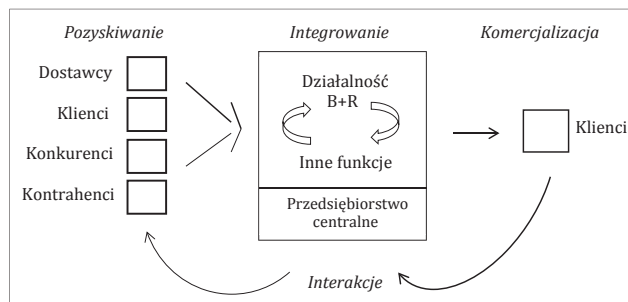 Pozyskiwanie
Integrowanie
Komercjalizacja
Dostawcy
Klienci
Konkurenci
Kontrahenci
Działalność
B+R
Inne funkcje
Przedsiębiorstwo
centralne
Klienci
Interakcje